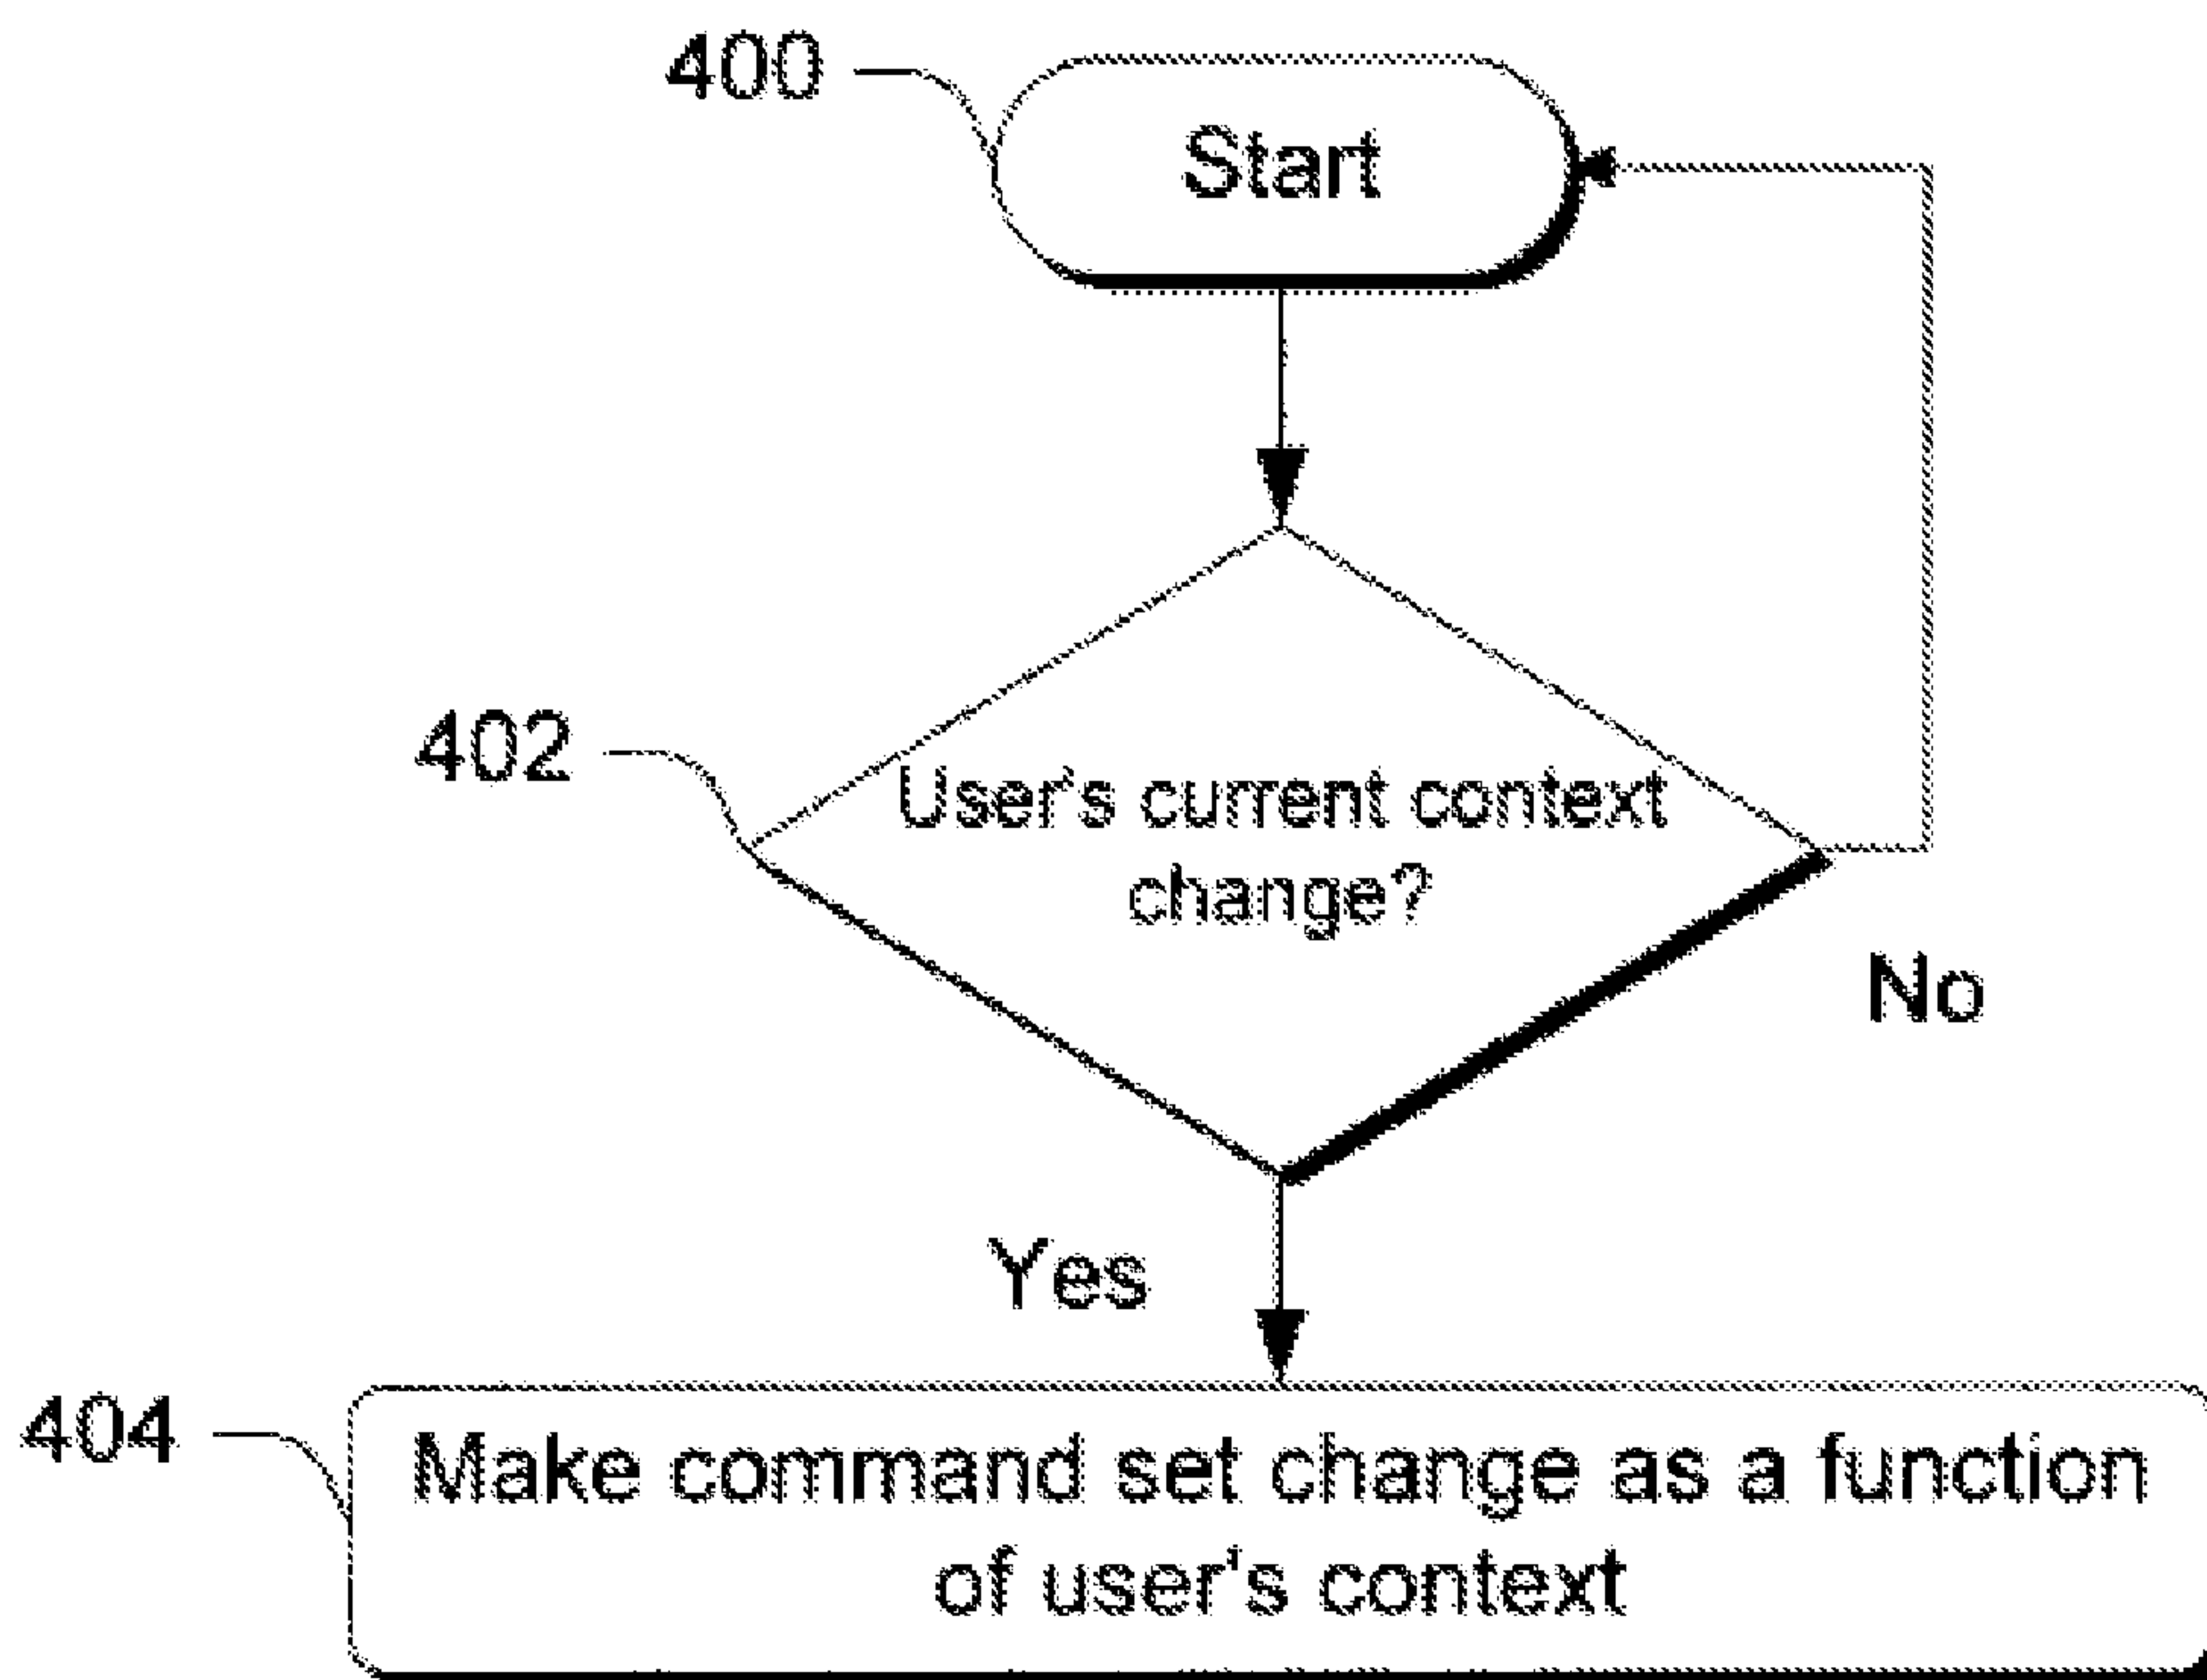 400
Start
402
User's current context
change?
No
Yes
404
Make command set change as a function
of user's context